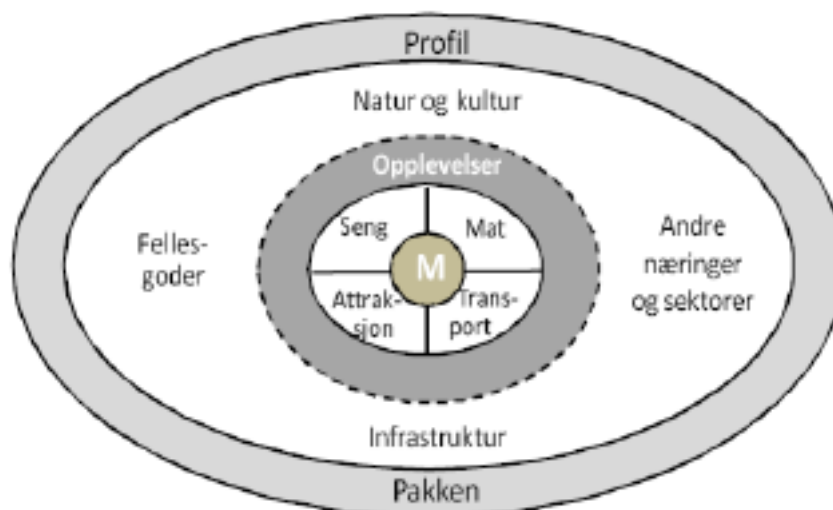 Profil
Natur og kultur
Opplevelser
Seng
Mat
Felles-
goder
M
Andre
næringer
og sektorer
Attrak-
sjon
Trans-
port
Infrastruktur
Pakken